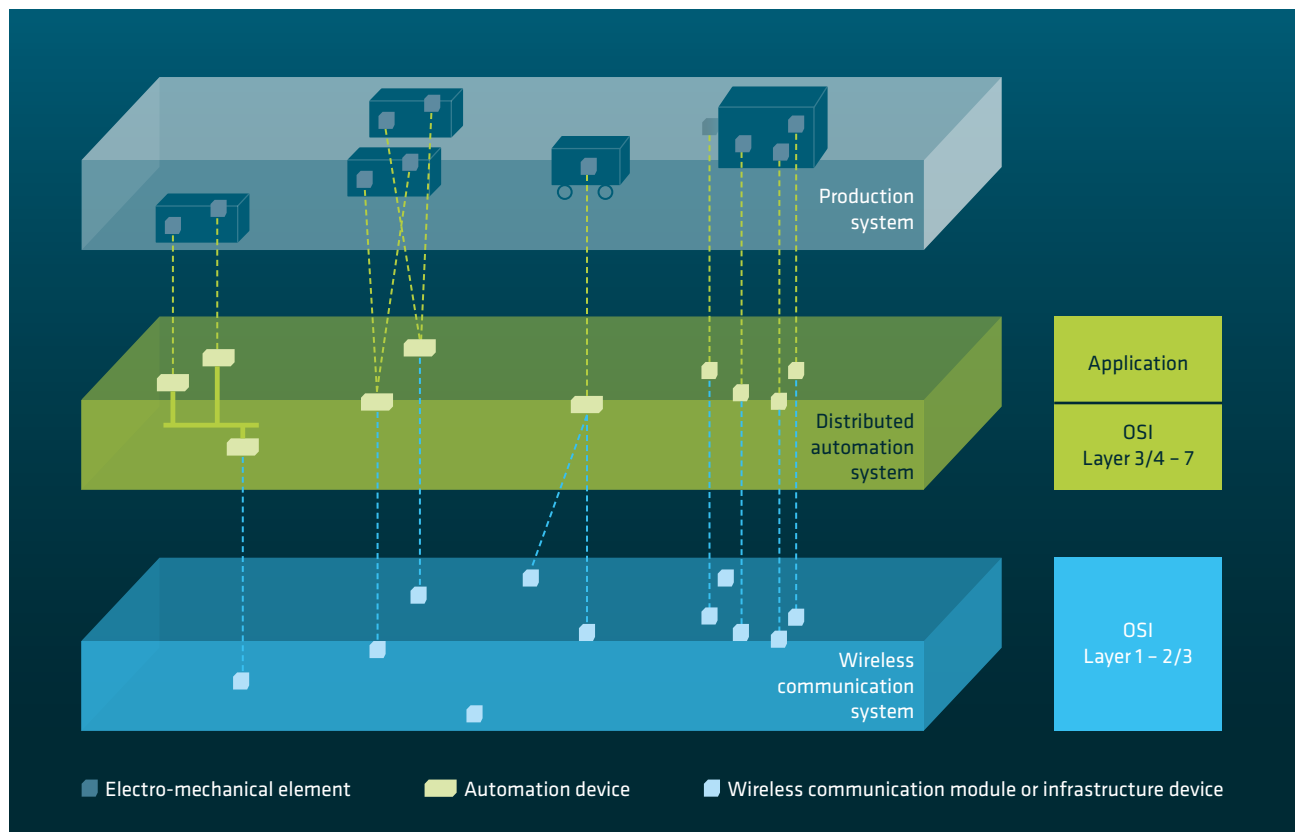 Production
system
Distributed
automation
system
Application
OSI
Layer 3/4 – 7
Wireless
communication
system
OSI
Layer 1 – 2/3
Electro-mechanical element
Automation device
Wireless communication module or infrastructure device